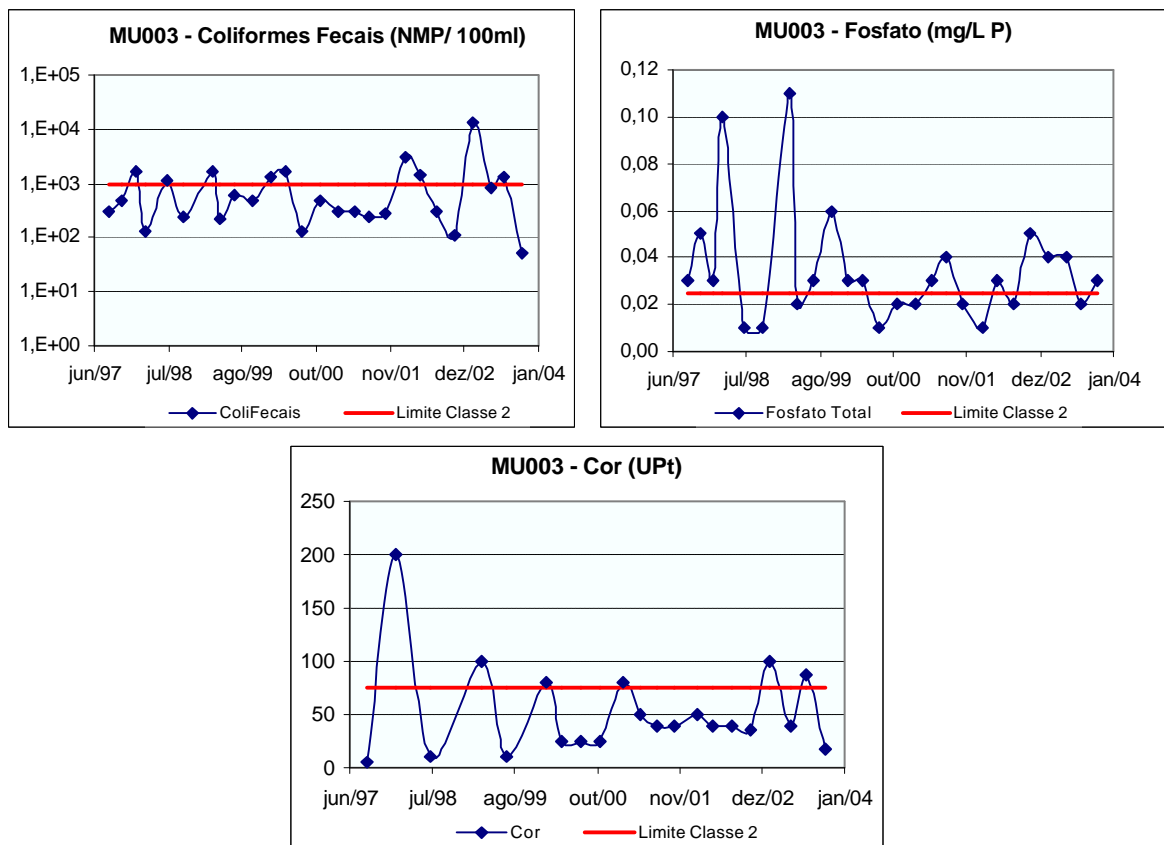 MU003 - Coliformes Fecais (NMP/ 100ml)
1,E+05
1,E+04
1,E+03
1,E+02
1,E+01
1,E+00
jun/97 jul/98 ago/99 out/00 nov/01 dez/02 jan/04
ColiFecais Limite Classe 2
MU003 - Fosfato (mg/L P)
0,12
0,10
0,08
0,06
0,04
0,02
0,00
jun/97 jul/98 ago/99 out/00 nov/01 dez/02 jan/04
Fosfato Total Limite Classe 2
MU003 - Cor (UPt)
250
200
150
100
50
0
jun/97 jul/98 ago/99 out/00 nov/01 dez/02 jan/04
Cor Limite Classe 2